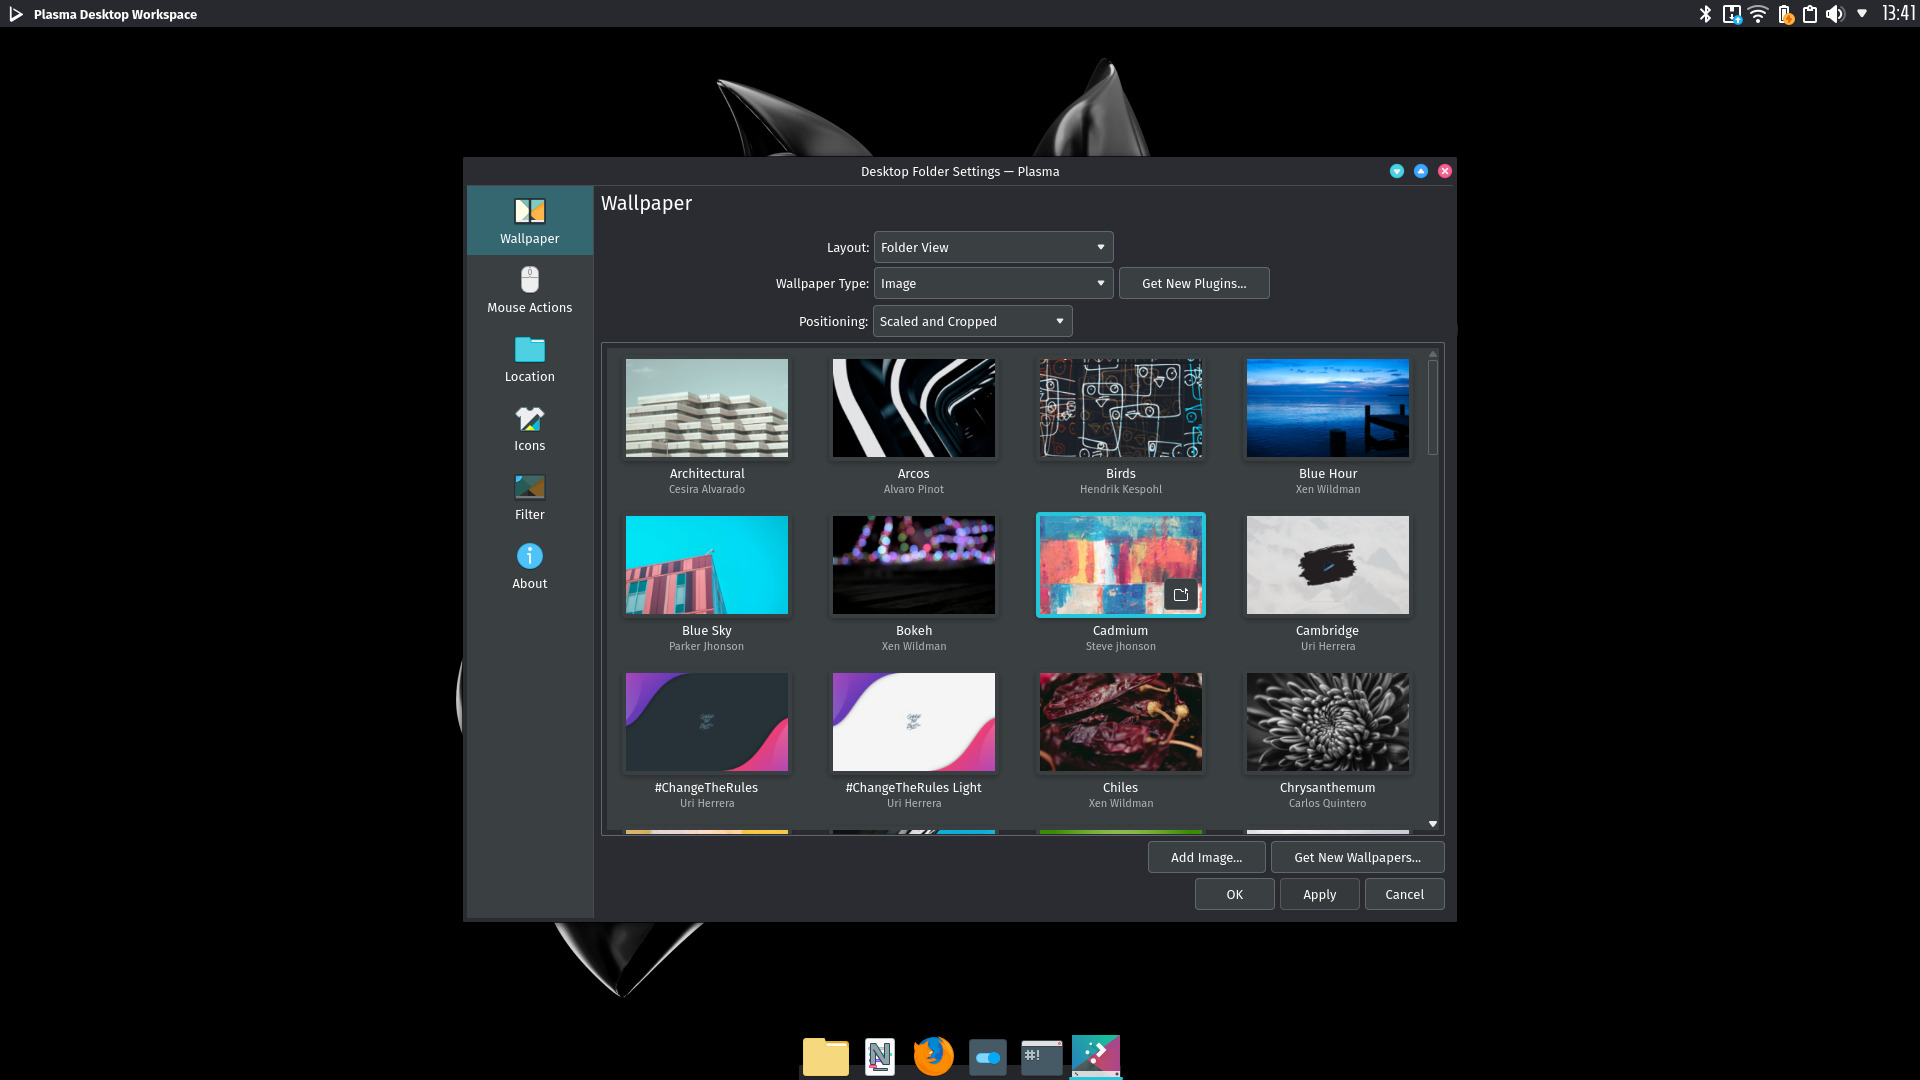 Plasma Desktop Workspace
13:41
Desktop Folder Settings — Plasma
Wallpaper
Mouse Actions
Location
Icons
Filter
About
Wallpaper
Layout: Folder View
Wallpaper Type: Image Get New Plugins...
Positioning: Scaled and Cropped
Architectural Arcos Birds Blue Hour
Cesira Alvarado Alvaro Pinot Hendrik Kespohl Xen Wildman
Blue Sky Bokeh Cadmium Cambridge
Parker Jhonson Xen Wildman Steve Jhonson Uri Herrera
#ChangeTheRules #ChangeTheRules Light Chiles Chrysanthemum
Uri Herrera Uri Herrera Xen Wildman Carlos Quintero
Add Image... Get New Wallpapers...
OK Apply Cancel
#!